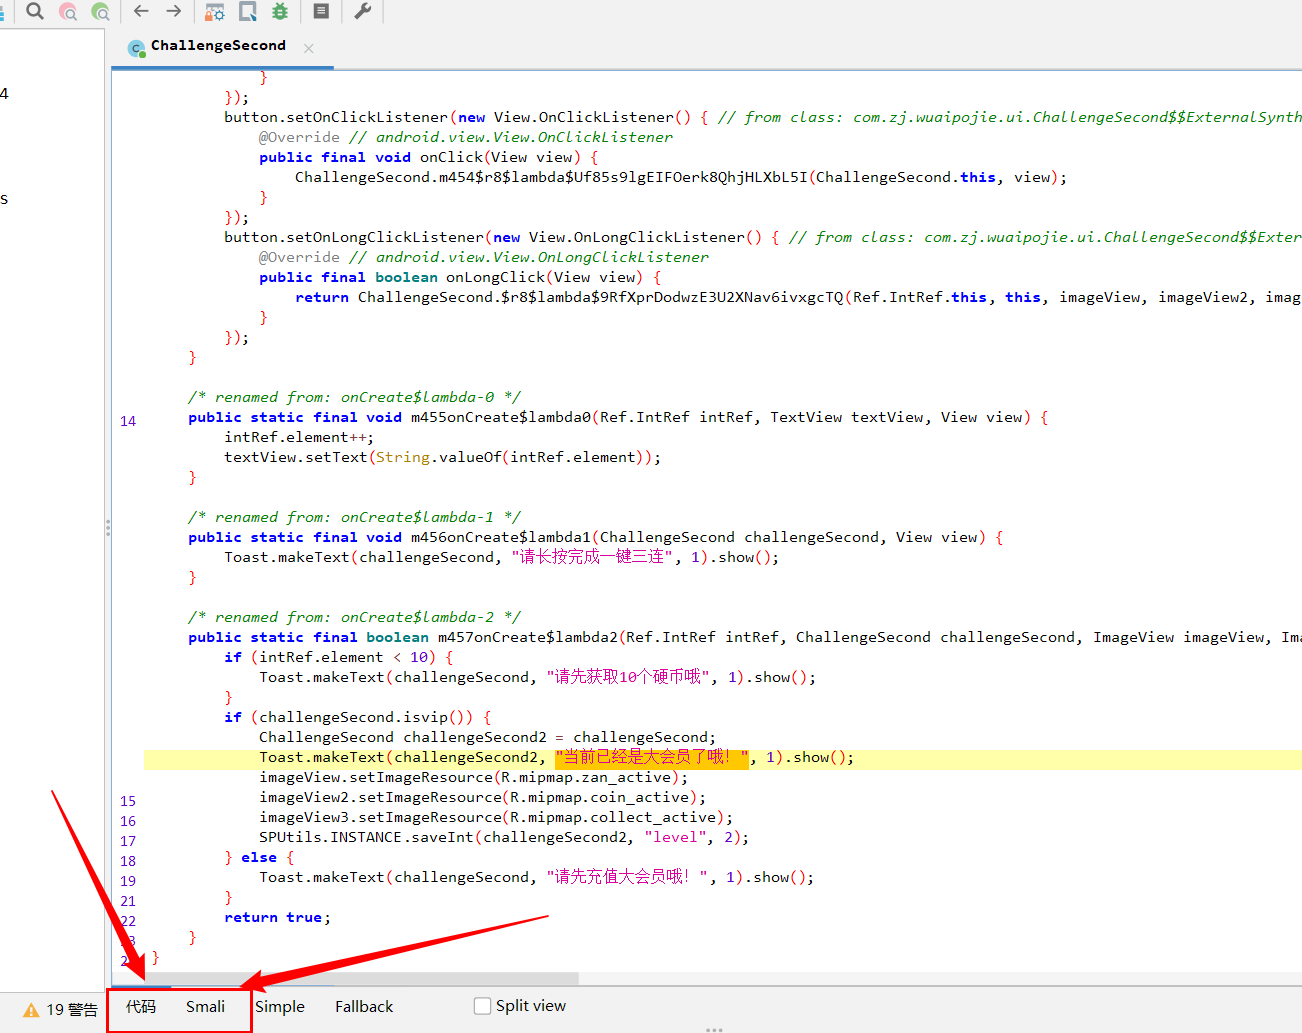 ChallengeSecond
4
s
}
});
button.setOnClickListener(new View.OnClickListener() { // from class: com.zj.wuaipojie.ui.ChallengeSecond$$ExternalSynth
@Override // android.view.View.OnClickListener
public final void onClick(View view) {
ChallengeSecond.m454$r8$lambda$Uf85s9lgEIFOerk8QhjHLXbL5I(ChallengeSecond.this, view);
}
});
button.setOnLongClickListener(new View.OnLongClickListener() { // from class: com.zj.wuaipojie.ui.ChallengeSecond$$Exter
@Override // android.view.View.OnLongClickListener
public final boolean onLongClick(View view) {
return ChallengeSecond.$r8$lambda$9RfXprDodwzE3U2XNav6ivxgcTQ(Ref.IntRef.this, this, imageView, imageView2, imag
}
});
}
/* renamed from: onCreate$lambda-0 */
14 public static final void m455onCreate$lambda0(Ref.IntRef intRef, TextView textView, View view) {
intRef.element++;
textView.setText(String.valueOf(intRef.element));
}
/* renamed from: onCreate$lambda-1 */
public static final void m456onCreate$lambda1(ChallengeSecond challengeSecond, View view) {
Toast.makeText(challengeSecond, "请长按完成一键三连", 1).show();
}
/* renamed from: onCreate$lambda-2 */
public static final boolean m457onCreate$lambda2(Ref.IntRef intRef, ChallengeSecond challengeSecond, ImageView imageView, Ima
if (intRef.element < 10) {
Toast.makeText(challengeSecond, "请先获取10个硬币哦", 1).show();
}
if (challengeSecond.isvip()) {
ChallengeSecond challengeSecond2 = challengeSecond;
Toast.makeText(challengeSecond2, "当前已经是大会员了哦！", 1).show();
imageView.setImageResource(R.mipmap.zan_active);
15 imageView2.setImageResource(R.mipmap.coin_active);
16 imageView3.setImageResource(R.mipmap.collect_active);
17 SPUtils.INSTANCE.saveInt(challengeSecond2, "level", 2);
18 } else {
19 Toast.makeText(challengeSecond, "请先充值大会员哦！", 1).show();
21 }
22 return true;
}
}
19 警告 代码 Smali Simple Fallback Split view